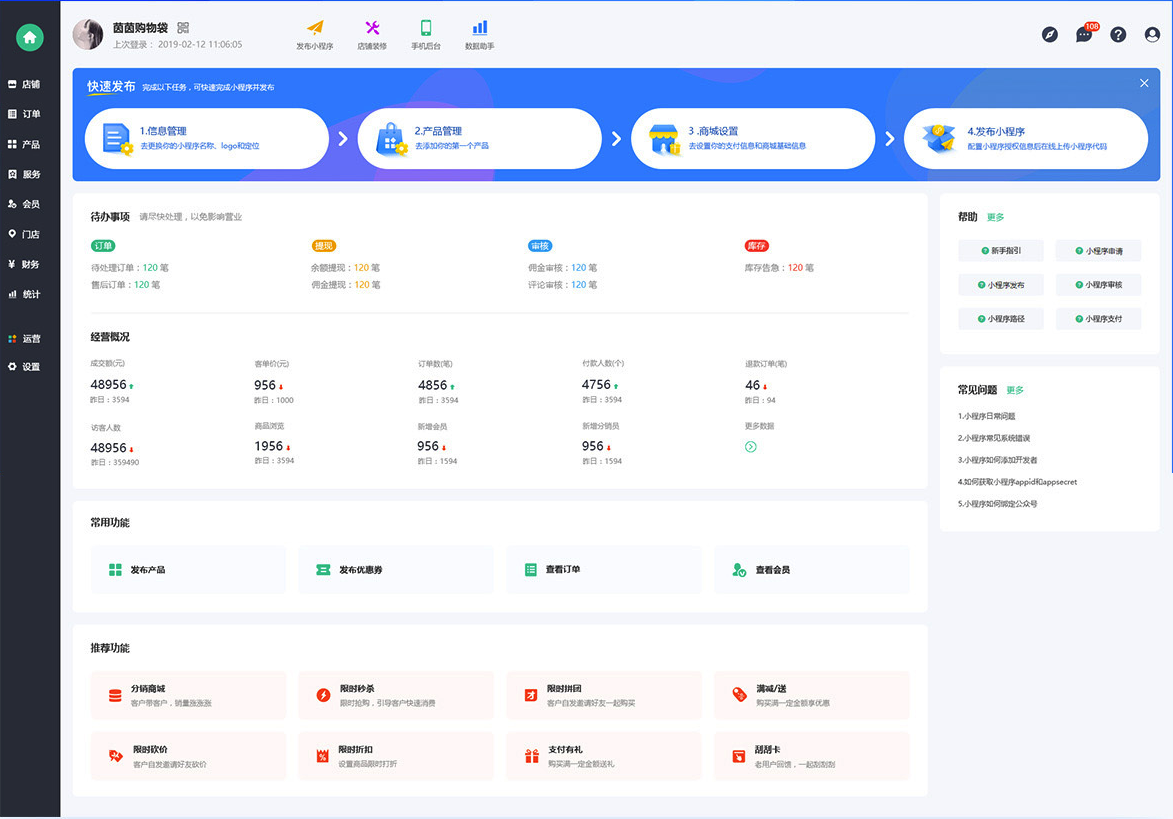 茵茵购物袋
上次登录： 2019-02-12 11:06:05
发布小程序
店铺装修
手机后台
数据助手
108
店铺
订单
产品
服务
会员
门店
财务
统计
运营
设置
快速发布 完成以下任务，可快速完成小程序并发布
1.信息管理
去更换你的小程序名称、logo和定位
2.产品管理
去添加你的第一个产品
3 .商城设置
去设置你的支付信息和商城基础信息
4.发布小程序
配置小程序授权信息后在线上传小程序代码
待办事项 请尽快处理，以免影响营业
订单
待处理订单：120 笔
售后订单：120 笔
提现
余额提现：120 笔
佣金提现：120 笔
审核
佣金审核：120 笔
评论审核：120 笔
库存
库存告急：120 笔
经营概况
成交额(元)
48956
昨日：3594
客单价(元)
956
昨日：1000
订单数(笔)
4856
昨日：3594
付款人数(个)
4756
昨日：3594
退款订单(笔)
46
昨日：94
访客人数
48956
昨日：359490
商品浏览
1956
昨日：3594
新增会员
956
昨日：1594
新增分销员
956
昨日：1594
更多数据
常用功能
发布产品
发布优惠券
查看订单
查看会员
推荐功能
分销商城
客户带客户，销量涨涨涨
限时秒杀
限时抢购，引导客户快速消费
限时拼团
客户自发邀请好友一起购买
满减/送
购买满一定金额享优惠
限时砍价
客户自发邀请好友砍价
限时折扣
设置商品限时打折
支付有礼
购买满一定金额送礼
刮刮卡
老用户回馈，一起刮刮刮
帮助 更多
新手指引
小程序申请
小程序发布
小程序审核
小程序路径
小程序支付
常见问题 更多
1.小程序日常问题
2.小程序常见系统错误
3.小程序如何添加开发者
4.如何获取小程序appid和appsecret
5.小程序如何绑定公众号